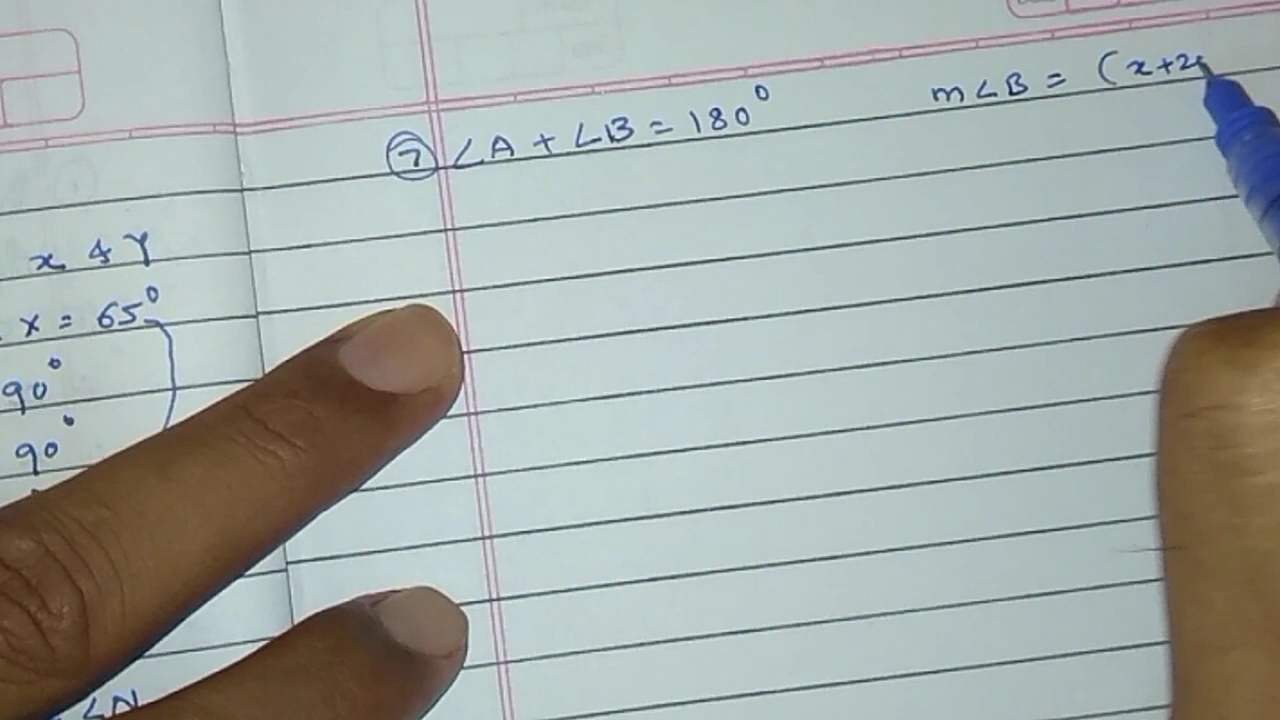 ⑦ ∠A + ∠B = 180°
m∠B = (x+2
x & Y
x = 65°
90°
90°
∠N